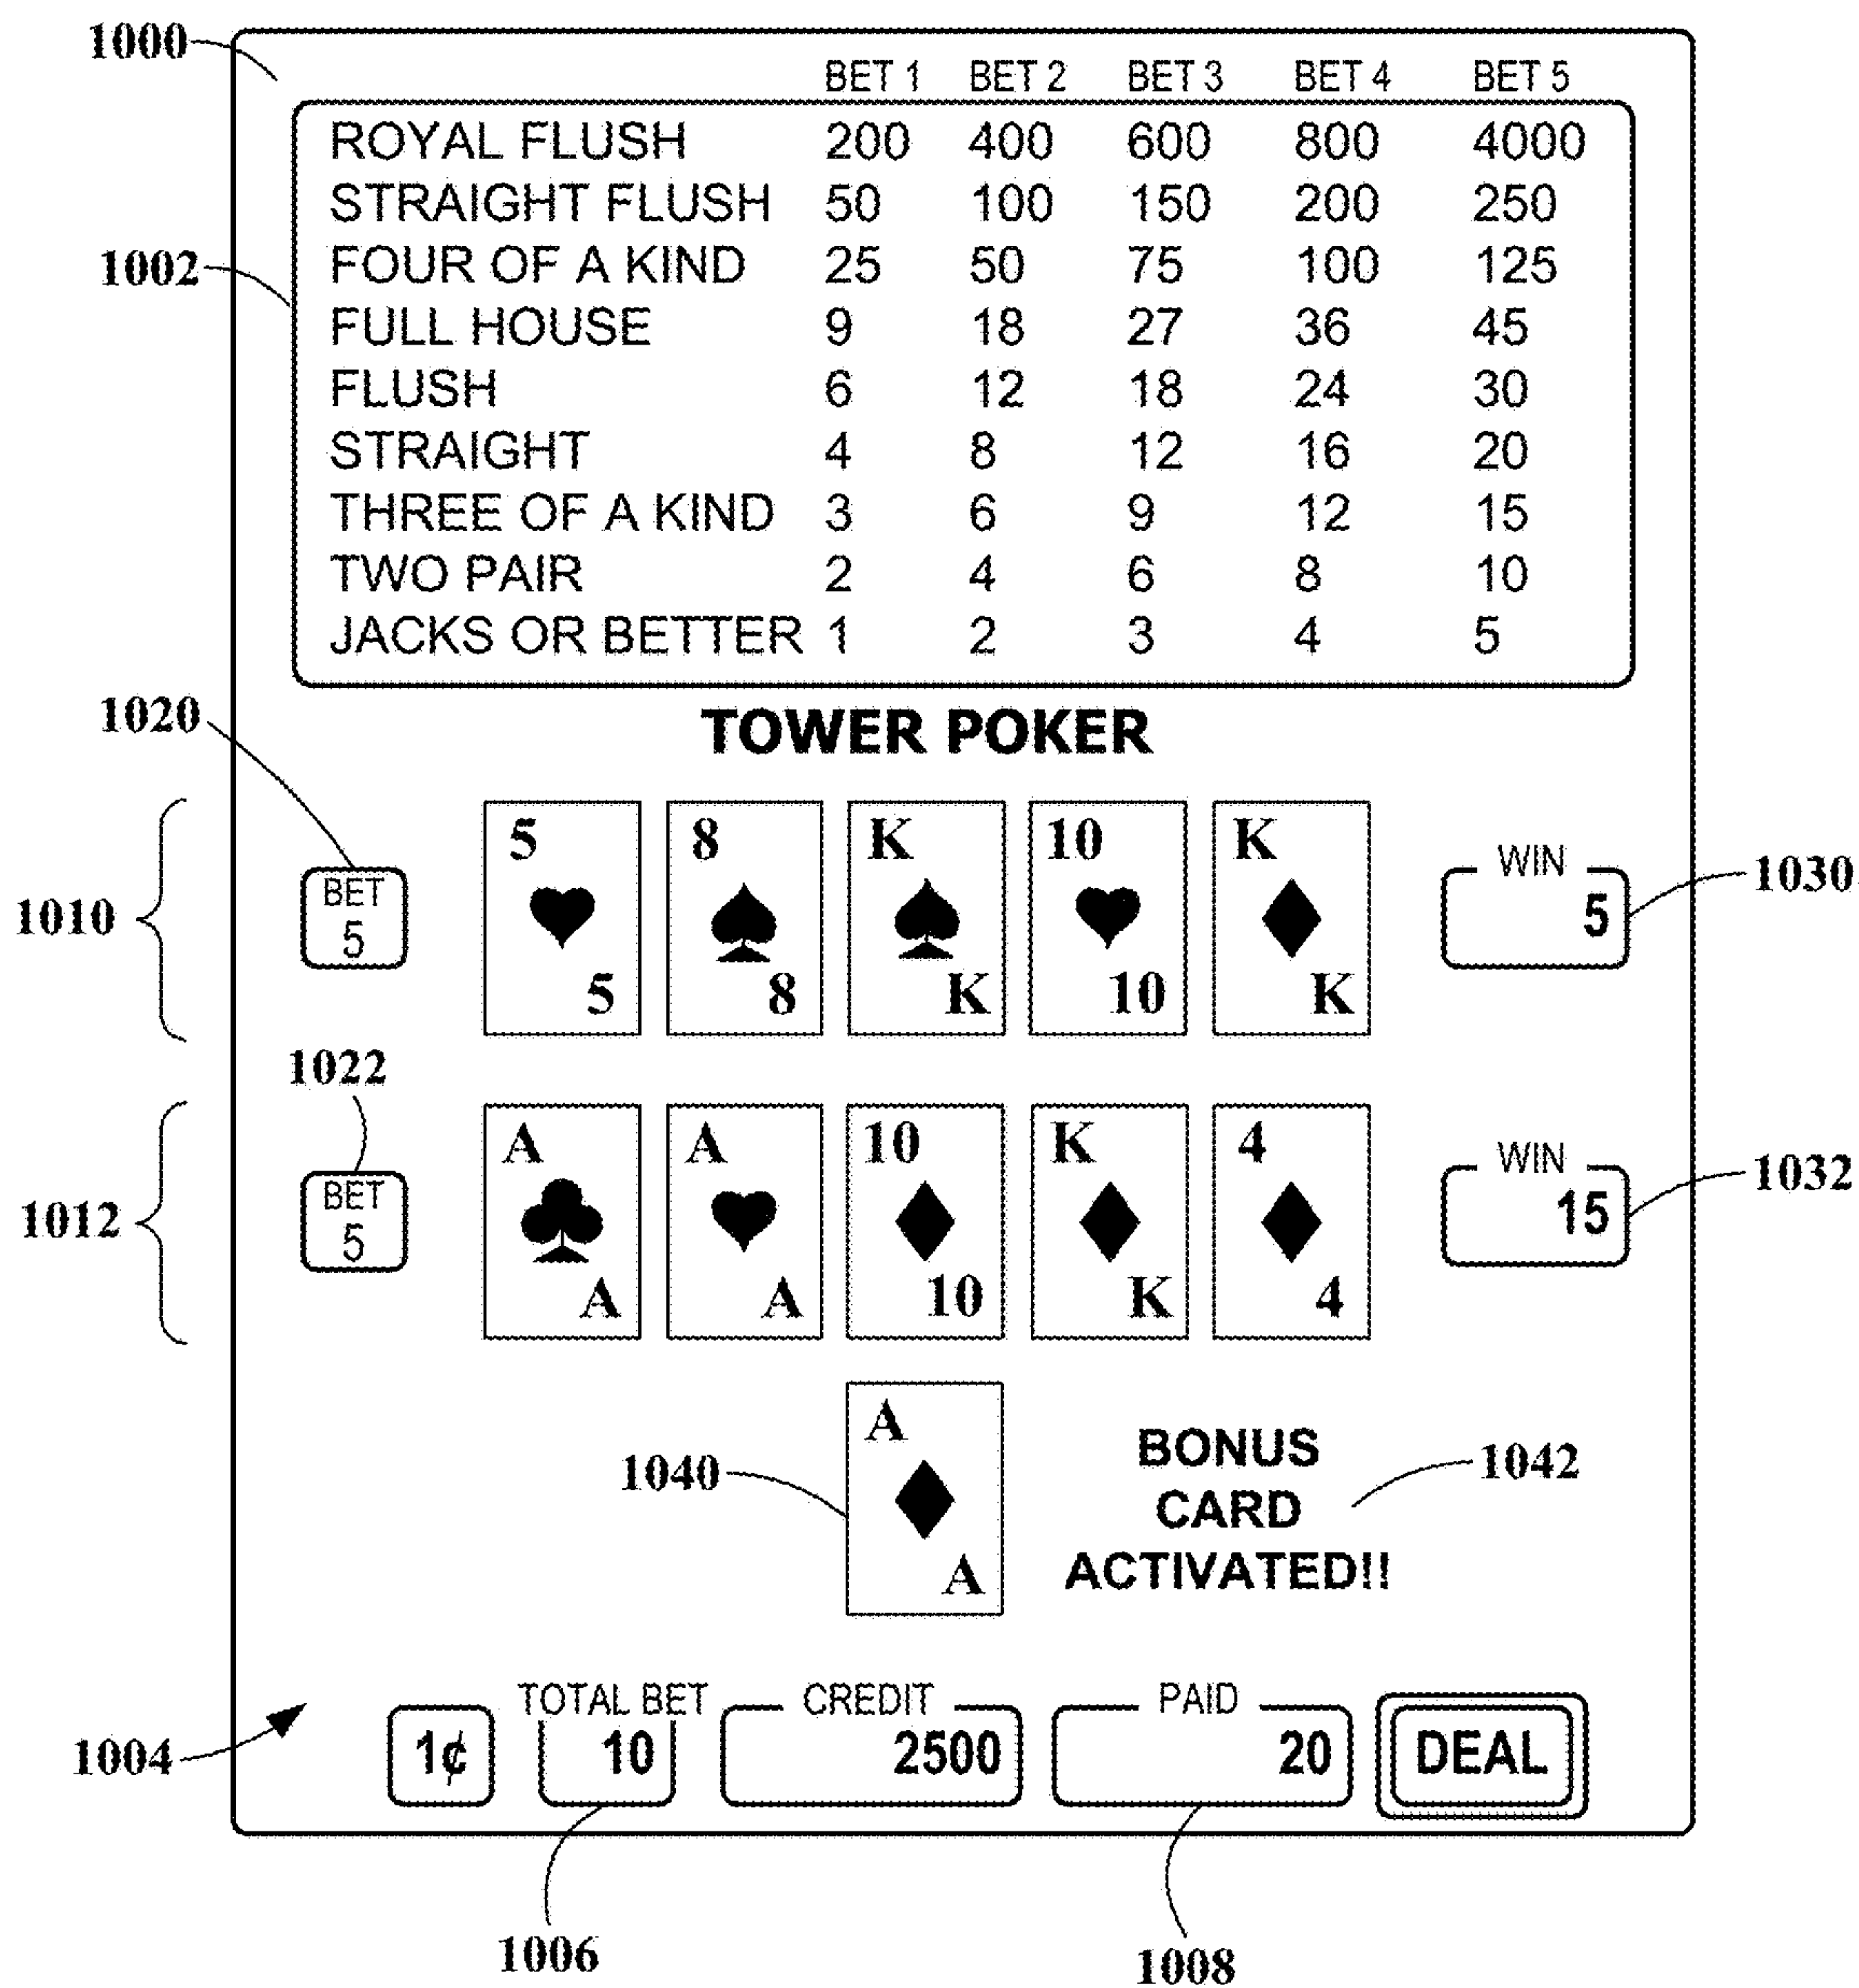 1000
BET 1 BET 2 BET 3 BET 4 BET 5
ROYAL FLUSH 200 400 600 800 4000
STRAIGHT FLUSH 50 100 150 200 250
1002 FOUR OF A KIND 25 50 75 100 125
FULL HOUSE 9 18 27 36 45
FLUSH 6 12 18 24 30
STRAIGHT 4 8 12 16 20
THREE OF A KIND 3 6 9 12 15
TWO PAIR 2 4 6 8 10
JACKS OR BETTER 1 2 3 4 5
1020
TOWER POKER
5 8 K 10 K
BET WIN
1010 5 5 1030
5 8 K 10 K
1022
A A 10 K 4
BET WIN
1012 5 15 1032
A A 10 K 4
A
1040 BONUS 1042
CARD
ACTIVATED!!
A
TOTAL BET CREDIT PAID
1004 1¢ 10 2500 20 DEAL
1006 1008